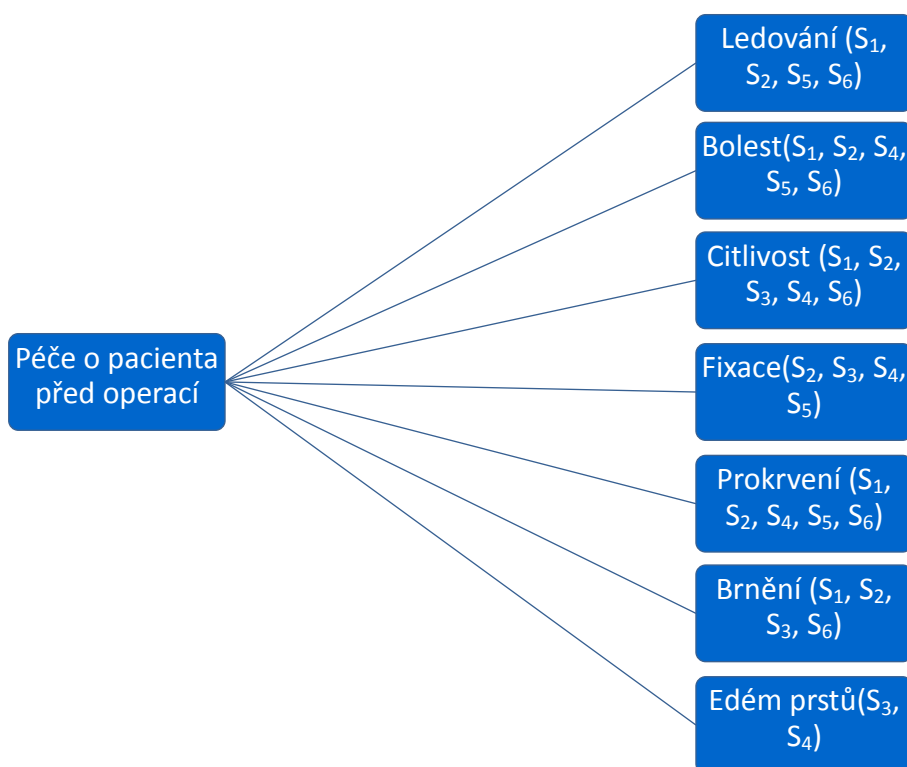 Ledování (S₁,
S₂, S₅, S₆)
Bolest(S₁, S₂, S₄,
S₅, S₆)
Citlivost (S₁, S₂,
S₃, S₄, S₆)
Péče o pacienta
před operací
Fixace(S₂, S₃, S₄,
S₅)
Prokrvení (S₁,
S₂, S₄, S₅, S₆)
Brnění (S₁, S₂,
S₃, S₆)
Edém prstů(S₃,
S₄)